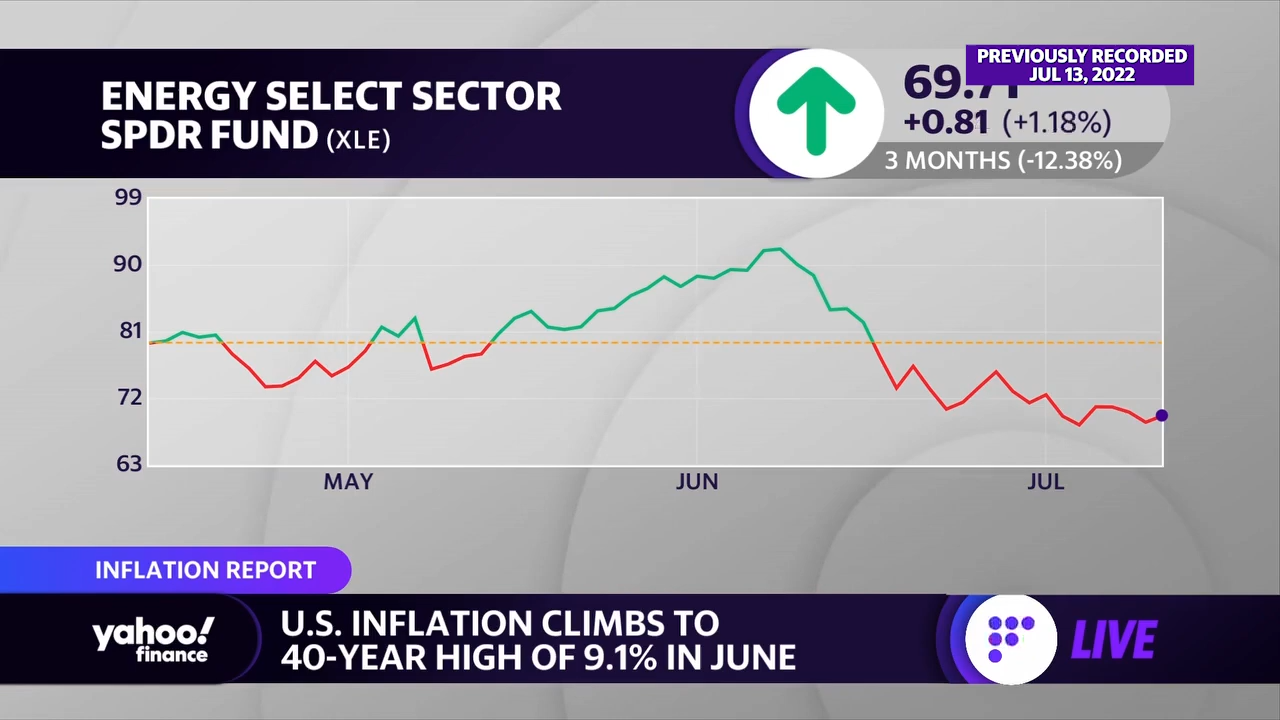 PREVIOUSLY RECORDED
JUL 13, 2022
ENERGY SELECT SECTOR
SPDR FUND (XLE)
+0.81 (+1.18%)
3 MONTHS (-12.38%)
99
90
81
72
63
MAY JUN JUL
INFLATION REPORT
yahoo!
finance
U.S. INFLATION CLIMBS TO
40-YEAR HIGH OF 9.1% IN JUNE
LIVE